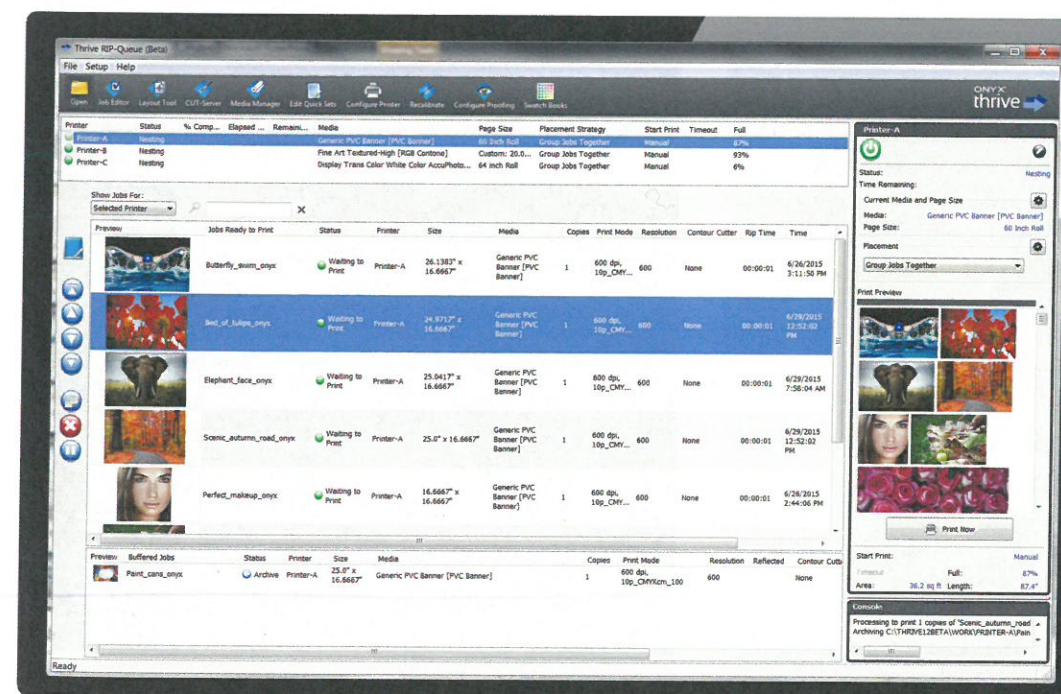 Thrive RIP-Queue (Beta)
File Setup Help
Open Job Editor Layout Tool CUT-Server Media Manager Edit Quick Sets Configure Printer Recalibrate Configure Proofing Swatch Books
ONYX
thrive
Printer Status % Comp... Elapsed ... Remaini... Media Page Size Placement Strategy Start Print Timeout Full
Printer-A Nesting Generic PVC Banner [PVC Banner] 60 Inch Roll Group Jobs Together Manual 87%
Printer-B Nesting Fine Art Textured-High [RGB Contone] Custom: 20.0... Group Jobs Together Manual 93%
Printer-C Nesting Display Trans Color White Color AccuPhoto... 64 inch Roll Group Jobs Together Manual 6%
Show Jobs For:
Selected Printer
Preview Jobs Ready to Print Status Printer Size Media Copies Print Mode Resolution Contour Cutter Rip Time Time
Butterfly_swim_onyx Waiting to Print Printer-A 26.1383" x 16.6667" Generic PVC Banner [PVC Banner] 1 600 dpi, 10p_CMY... 600 None 00:00:01 6/26/2015 3:11:50 PM
Bed_of_tulips_onyx Waiting to Print Printer-A 24.9717" x 16.6667" Generic PVC Banner [PVC Banner] 1 600 dpi, 10p_CMY... 600 None 00:00:01 6/29/2015 12:52:02 PM
Elephant_face_onyx Waiting to Print Printer-A 25.0417" x 16.6667" Generic PVC Banner [PVC Banner] 1 600 dpi, 10p_CMY... 600 None 00:00:01 6/29/2015 7:58:04 AM
Scenic_autumn_road_onyx Waiting to Print Printer-A 25.0" x 16.6667" Generic PVC Banner [PVC Banner] 1 600 dpi, 10p_CMY... 600 None 00:00:01 6/29/2015 12:52:02 PM
Perfect_makeup_onyx Waiting to Print Printer-A 16.6667" x 16.6667" Generic PVC Banner [PVC Banner] 1 600 dpi, 10p_CMY... 600 None 00:00:01 6/26/2015 2:44:06 PM
Preview Buffered Jobs Status Printer Size Media Copies Print Mode Resolution Reflected Contour Cutt
Paint_cans_onyx Archive Printer-A 25.0" x 16.6667" Generic PVC Banner [PVC Banner] 1 600 dpi, 10p_CMYKcm_100 600 None
Ready
Printer-A
Status: Nesting
Time Remaining:
Current Media and Page Size
Media: Generic PVC Banner [PVC Banner]
Page Size: 60 Inch Roll
Placement
Group Jobs Together
Print Preview
Print Now
Start Print: Manual
Timeout Full: 87%
Area: 36.2 sq ft Length: 87.4"
Console
Processing to print 1 copies of 'Scenic_autumn_road
Archiving C:\THRIVE12BETA\WORK\PRINTER-A\Pain